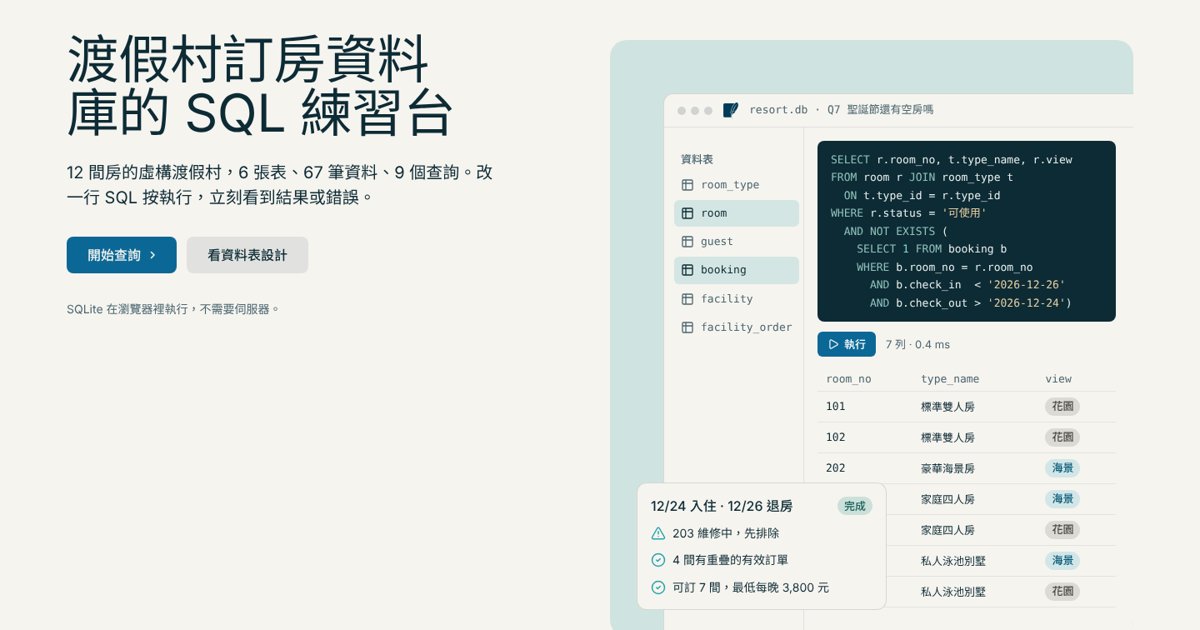 渡假村訂房資料
庫的 SQL 練習台
12 間房的虛構渡假村，6 張表、67 筆資料、9 個查詢。改
一行 SQL 按執行，立刻看到結果或錯誤。
開始查詢
看資料表設計
SQLite 在瀏覽器裡執行，不需要伺服器。
resort.db · Q7 聖誕節還有空房嗎
資料表
room_type
room
guest
booking
facility
facility_order
SELECT r.room_no, t.type_name, r.view
FROM room r JOIN room_type t
ON t.type_id = r.type_id
WHERE r.status = '可使用'
AND NOT EXISTS (
SELECT 1 FROM booking b
WHERE b.room_no = r.room_no
AND b.check_in < '2026-12-26'
AND b.check_out > '2026-12-24')
執行 7 列 · 0.4 ms
room_no type_name view
101 標準雙人房 花園
102 標準雙人房 花園
202 豪華海景房 海景
家庭四人房 海景
家庭四人房 花園
私人泳池別墅 海景
私人泳池別墅 花園
12/24 入住 · 12/26 退房 完成
203 維修中，先排除
4 間有重疊的有效訂單
可訂 7 間，最低每晚 3,800 元